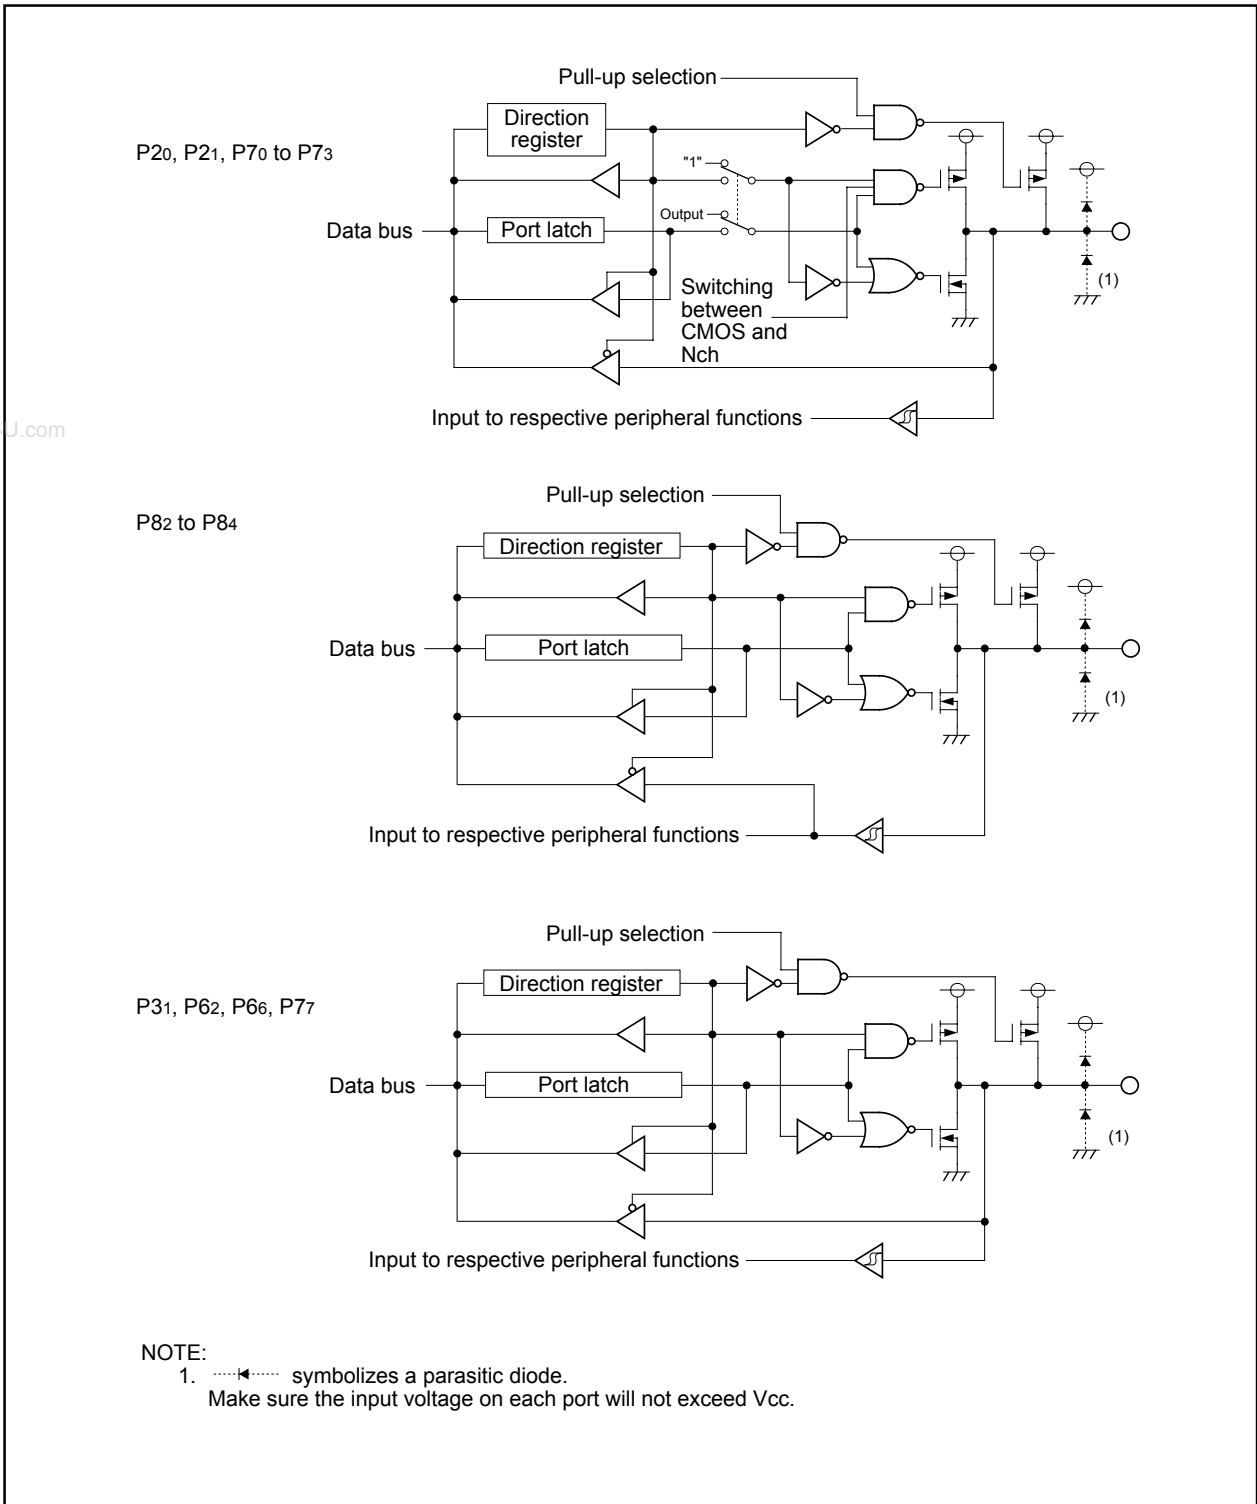 Pull-up selection
Direction
register
P20, P21, P70 to P73
"1"
Output
Data bus
Port latch
Switching
between
CMOS and
Nch
(1)
Input to respective peripheral functions
U.com
Pull-up selection
P82 to P84
Direction register
Data bus
Port latch
(1)
Input to respective peripheral functions
Pull-up selection
Direction register
P31, P62, P66, P77
Data bus
Port latch
(1)
Input to respective peripheral functions
NOTE:
1. symbolizes a parasitic diode.
Make sure the input voltage on each port will not exceed Vcc.